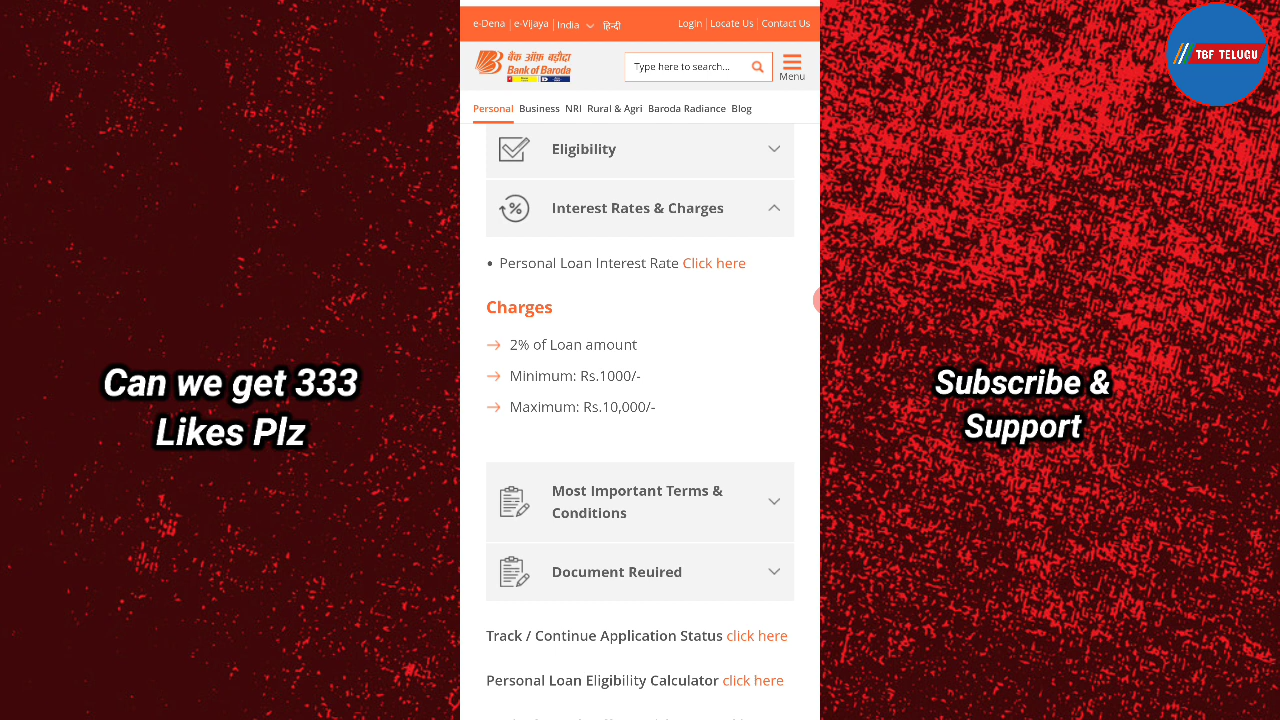 e-Dena e-Vijaya India हिन्दी Login Locate Us Contact Us
बैंक ऑफ़ बड़ौदा
Bank of Baroda
Type here to search...
Menu
Personal Business NRI Rural & Agri Baroda Radiance Blog
TBF TELUGU
Eligibility
Interest Rates & Charges
• Personal Loan Interest Rate Click here
Charges
2% of Loan amount
Minimum: Rs.1000/-
Maximum: Rs.10,000/-
Most Important Terms &
Conditions
Document Reuired
Track / Continue Application Status click here
Personal Loan Eligibility Calculator click here
Can we get 333
Likes Plz
Subscribe &
Support